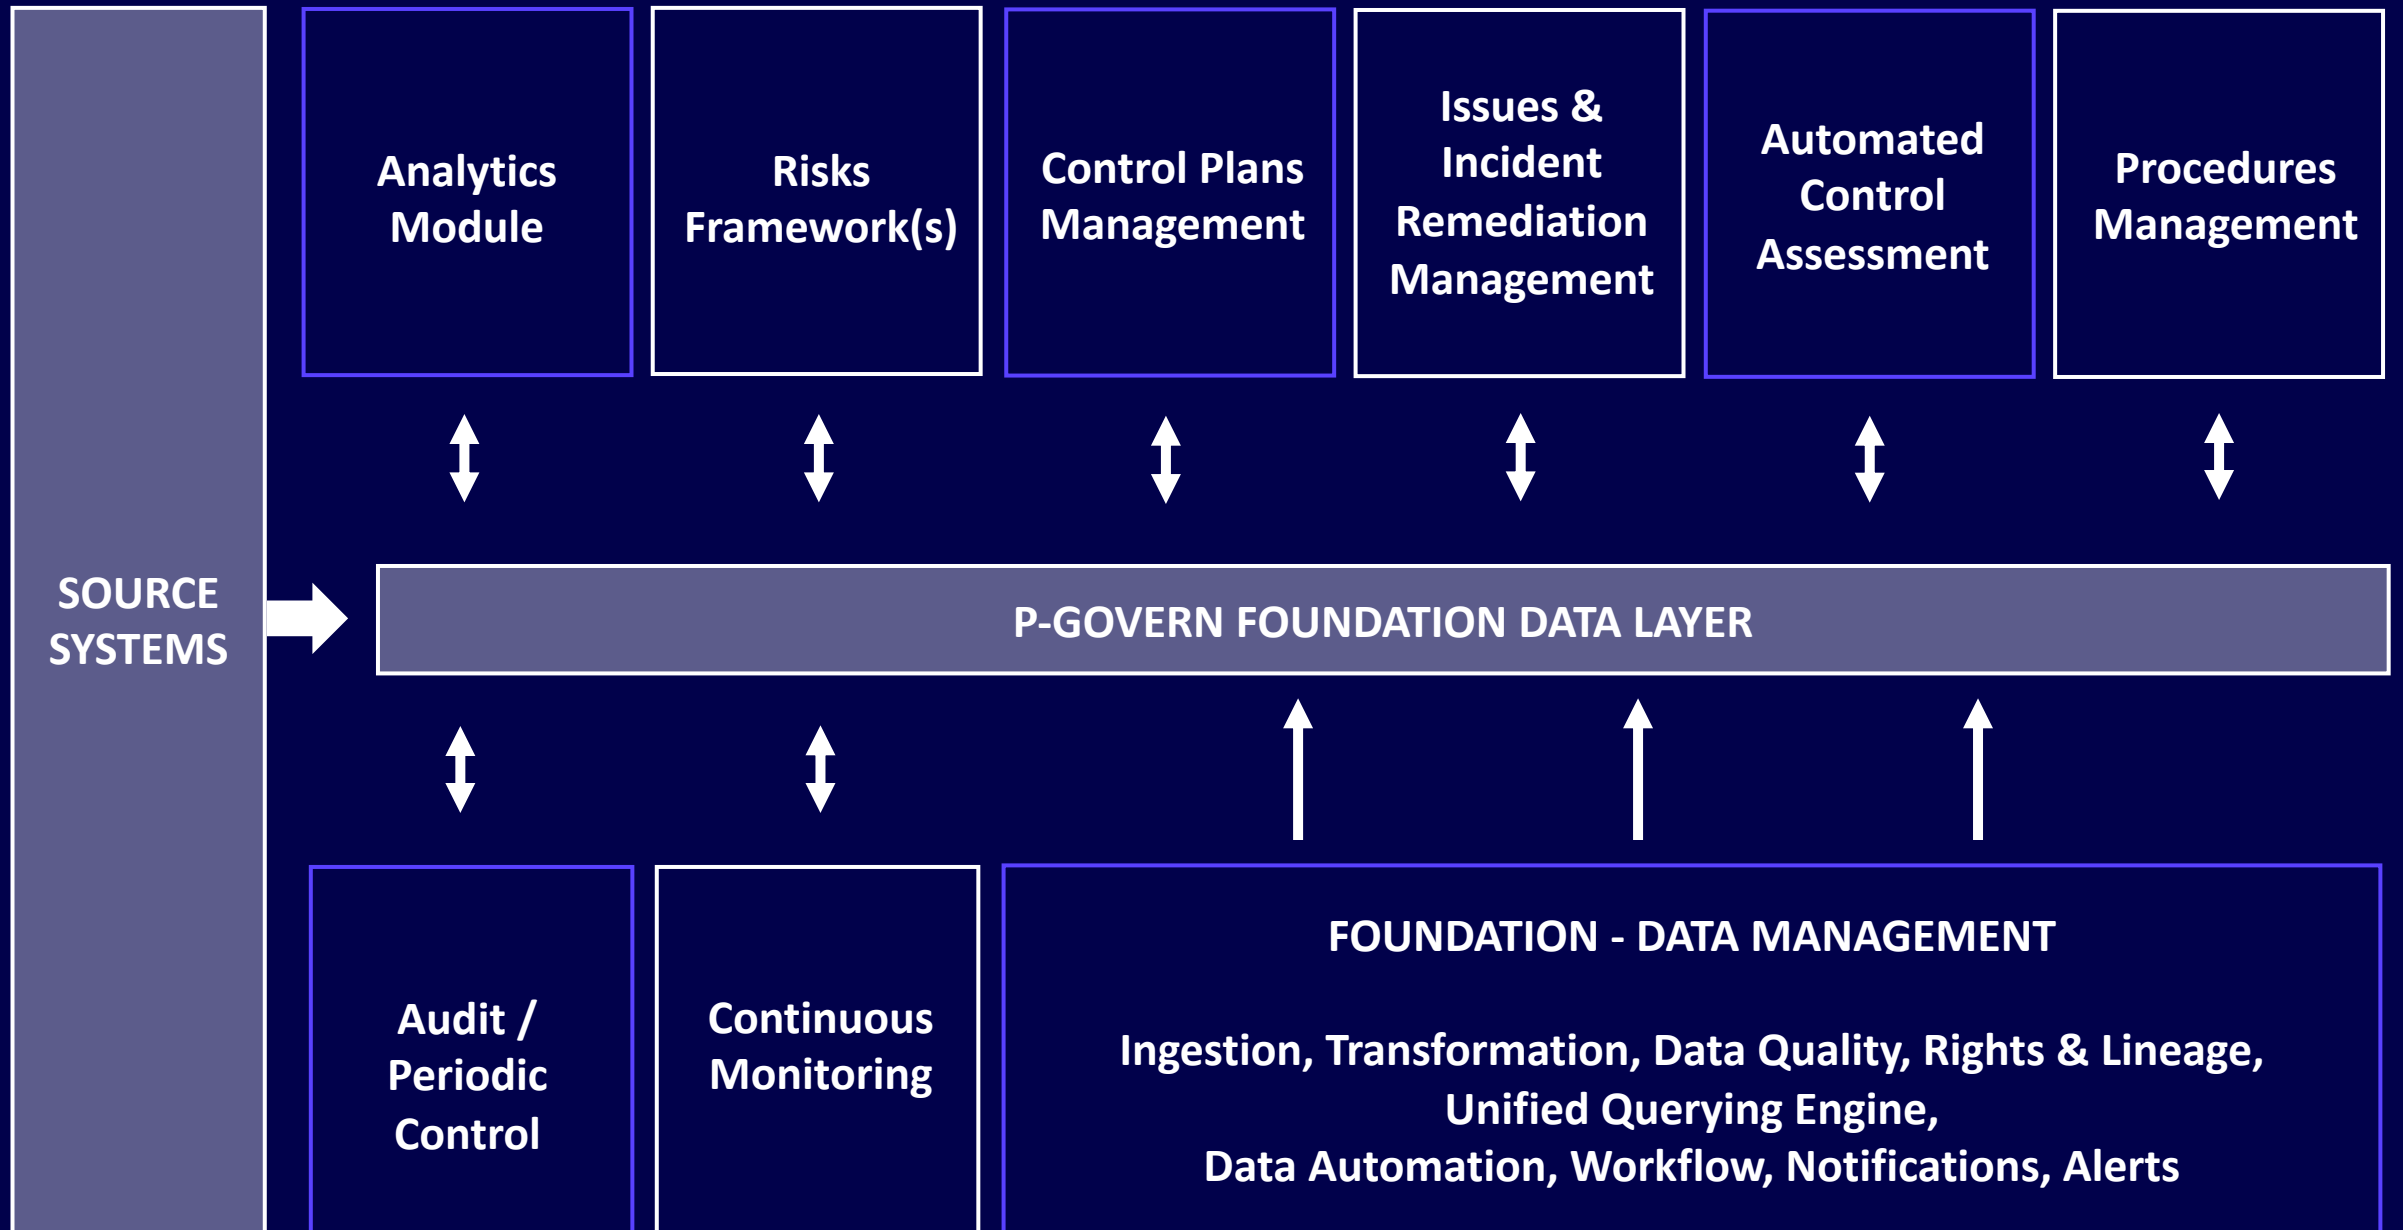 SOURCE
SYSTEMS
Analytics
Module
Risks
Framework(s)
Control Plans
Management
Issues &
Incident
Remediation
Management
Automated
Control
Assessment
Procedures
Management
P-GOVERN FOUNDATION DATA LAYER
Audit /
Periodic
Control
Continuous
Monitoring
FOUNDATION - DATA MANAGEMENT
Ingestion, Transformation, Data Quality, Rights & Lineage,
Unified Querying Engine,
Data Automation, Workflow, Notifications, Alerts